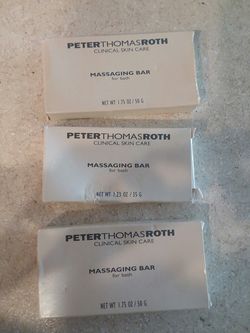 PETERTHOMASROTH
CLINICAL SKIN CARE
MASSAGING BAR
for bath
NET WT 1.75 OZ / 50 G
PETERTHOMASROTH
CLINICAL SKIN CARE
MASSAGING BAR
for bath
NET WT 1.25 OZ / 35 G
PETERTHOMASROTH
CLINICAL SKIN CARE
MASSAGING BAR
for bath
NET WT 1.75 OZ / 50 G